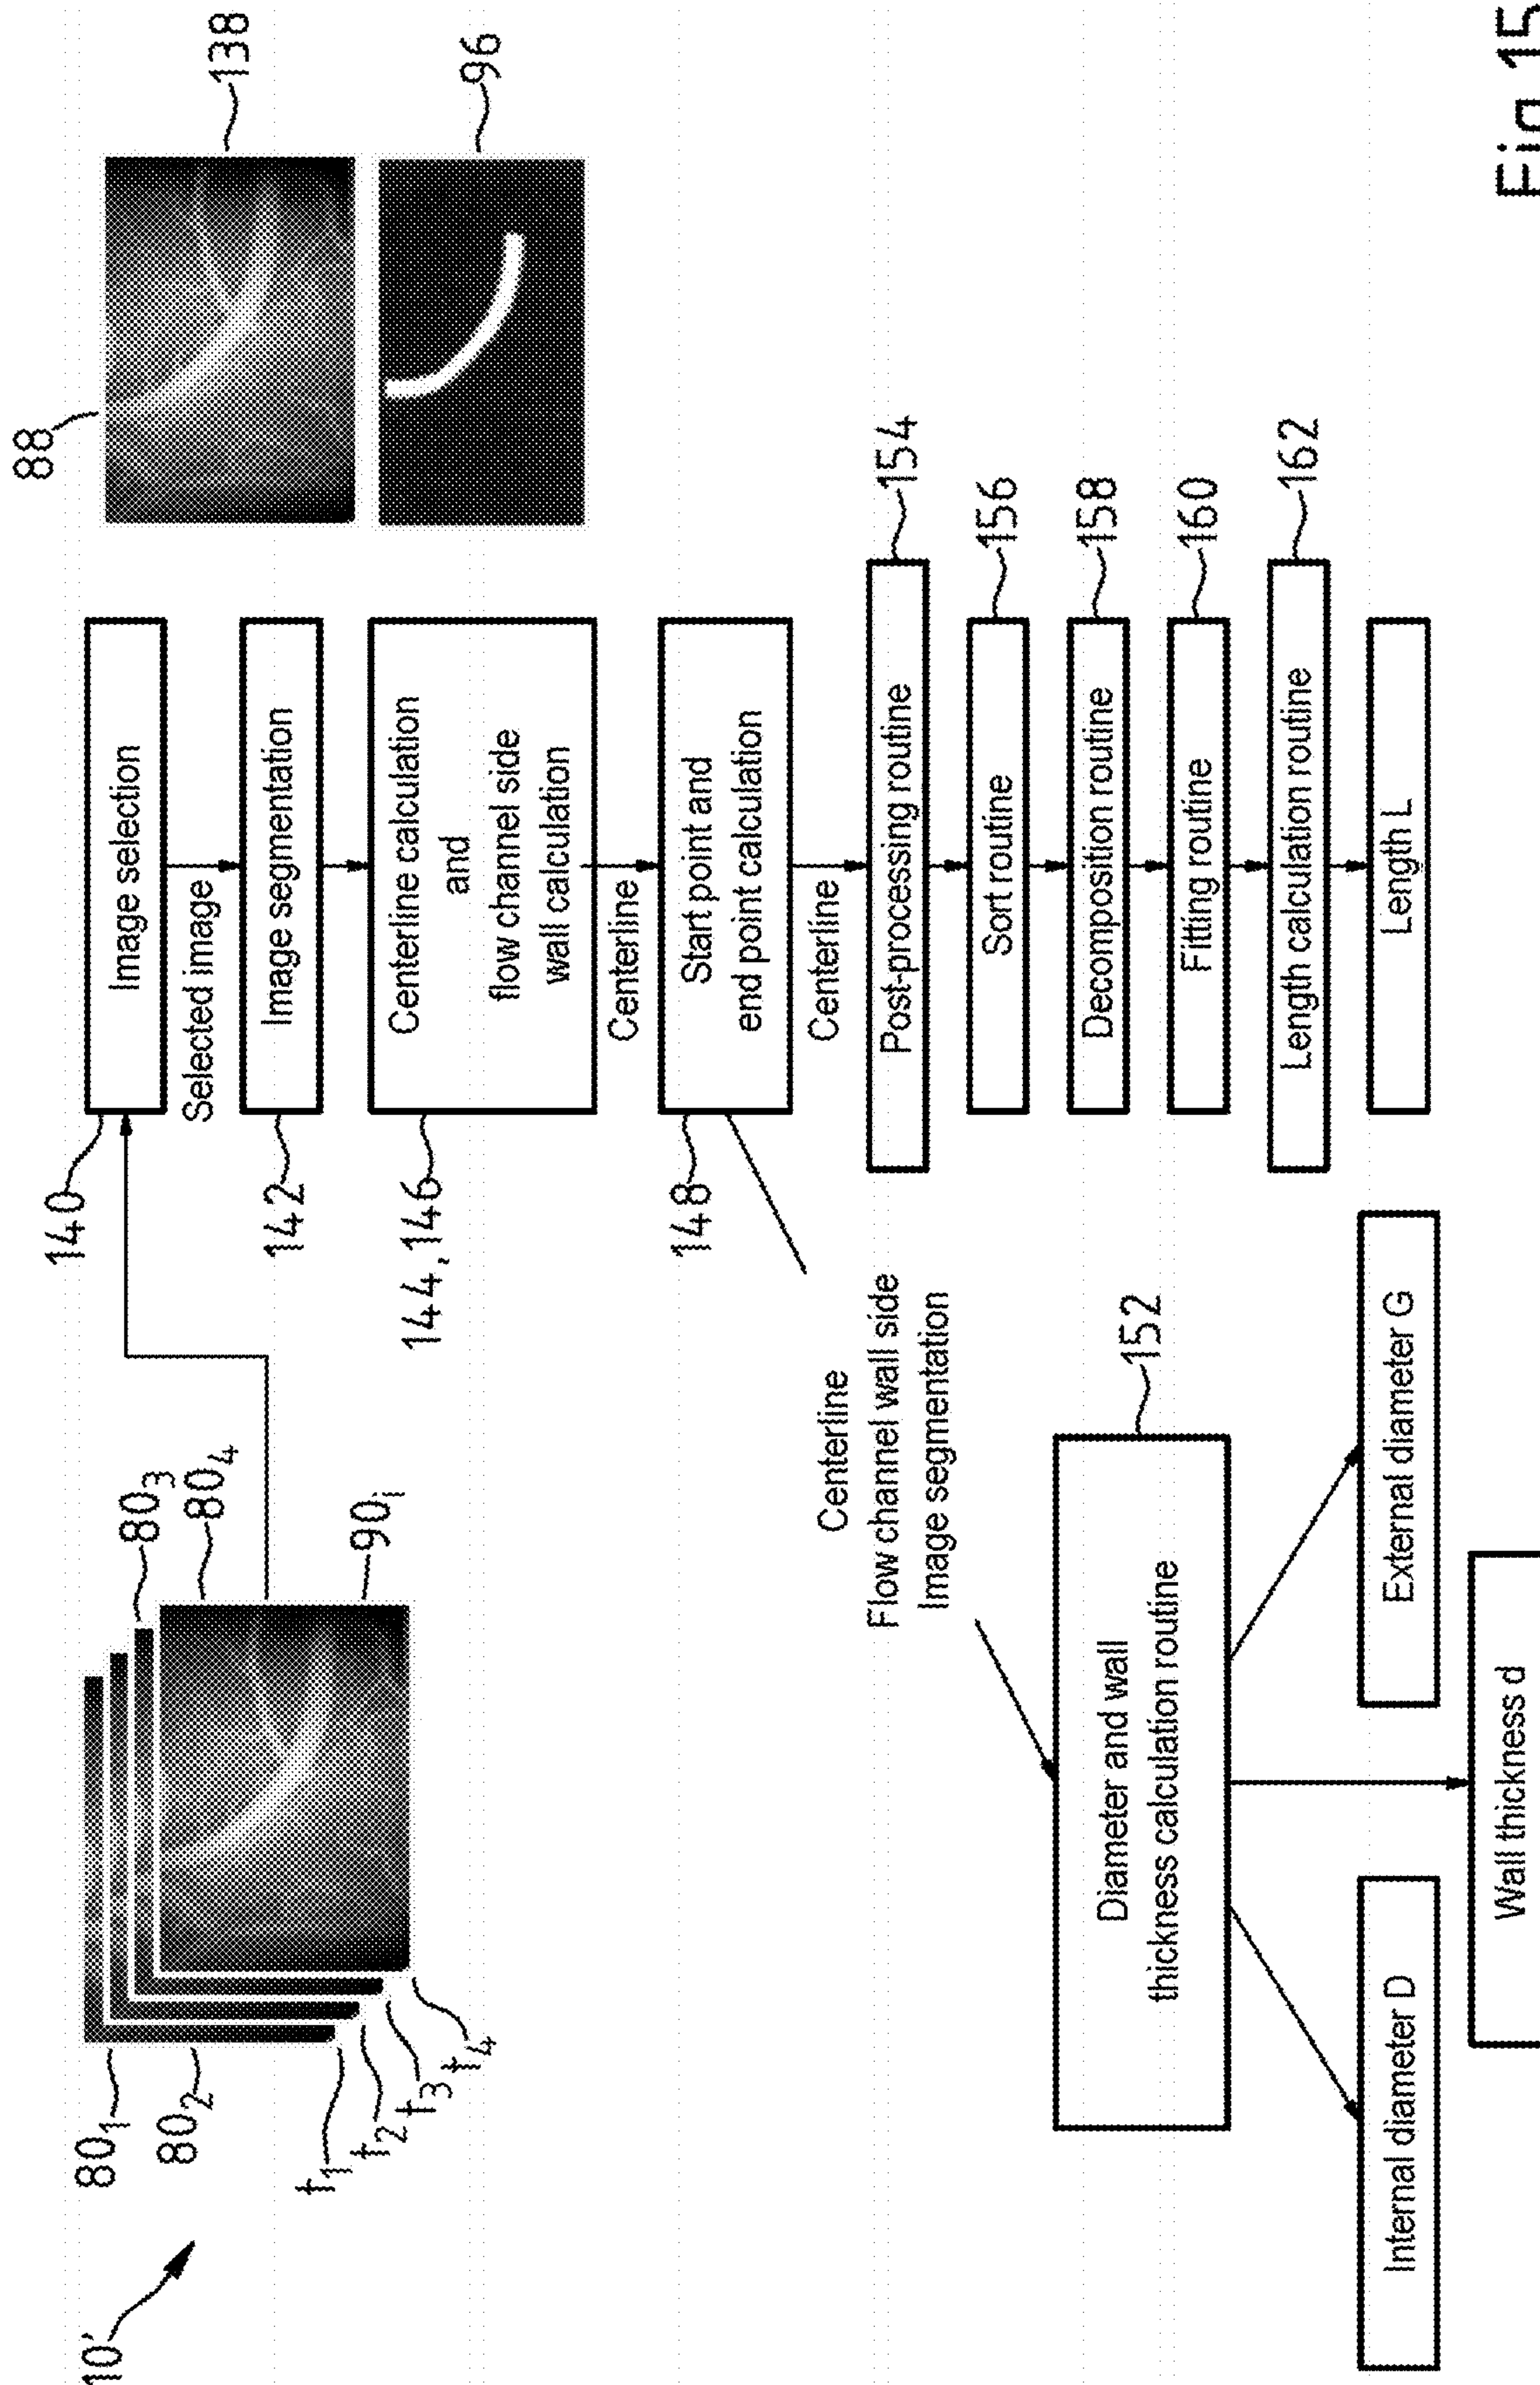 10'
80₁
80₂
80₃
80₄
90ᵢ
t₁
t₂
t₃
t₄
88
138
96
140
Image selection
Selected image
142
Image segmentation
144, 146
Centerline calculation
and
flow channel side
wall calculation
Centerline
148
Start point and
end point calculation
Centerline
Post-processing routine
154
Sort routine
156
Decomposition routine
158
Fitting routine
160
Length calculation routine
162
Length L
Centerline
Flow channel wall side
Image segmentation
Diameter and wall
thickness calculation routine
152
Internal diameter D
Wall thickness d
External diameter G
Fig.15